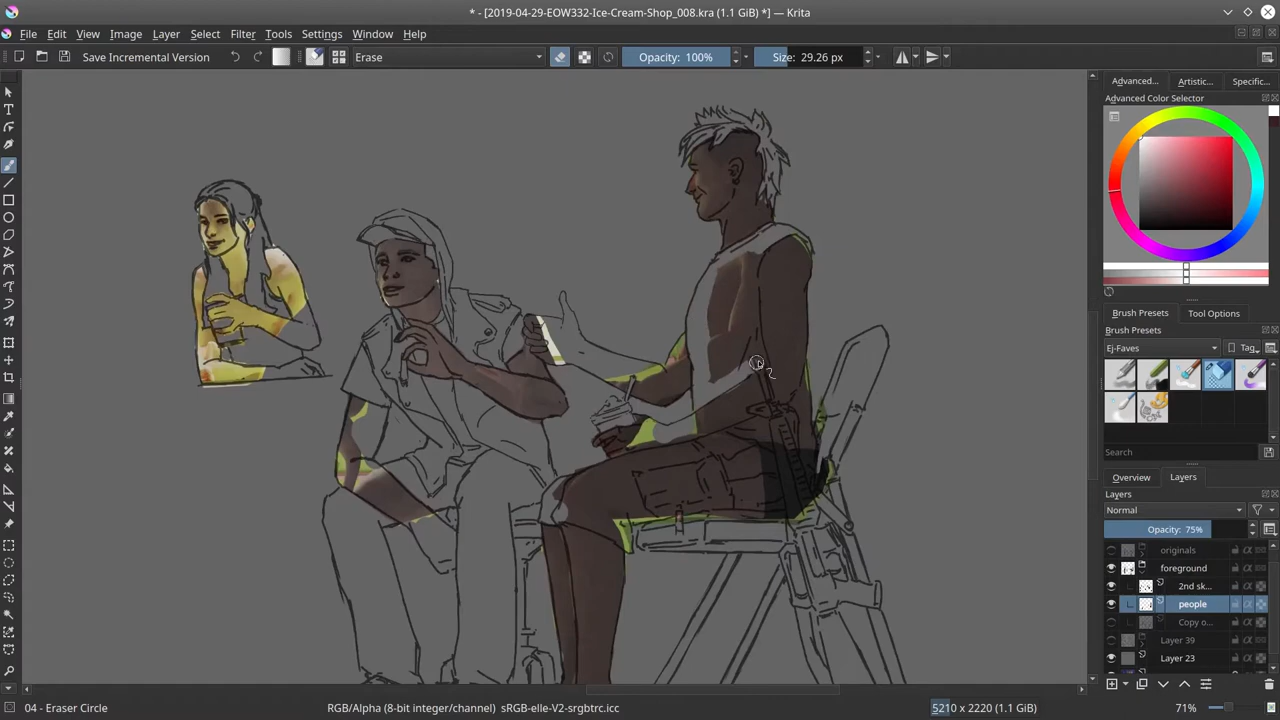 * - [2019-04-29-EOW332-Ice-Cream-Shop_008.kra (1.1 GiB) *] — Krita
File Edit View Image Layer Select Filter Tools Settings Window Help
Save Incremental Version Erase Opacity: 100% Size: 29.26 px
Advanced... Artistic... Specific...
Advanced Color Selector
Brush Presets Tool Options
Brush Presets
Ej-Faves Tag
Search
Overview Layers
Layers
Normal
Opacity: 75%
originals
foreground
2nd sk...
people
Copy o...
Layer 39
Layer 23
04 - Eraser Circle RGB/Alpha (8-bit integer/channel) sRGB-elle-V2-srgbtrc.icc 5210 x 2220 (1.1 GiB) 71%